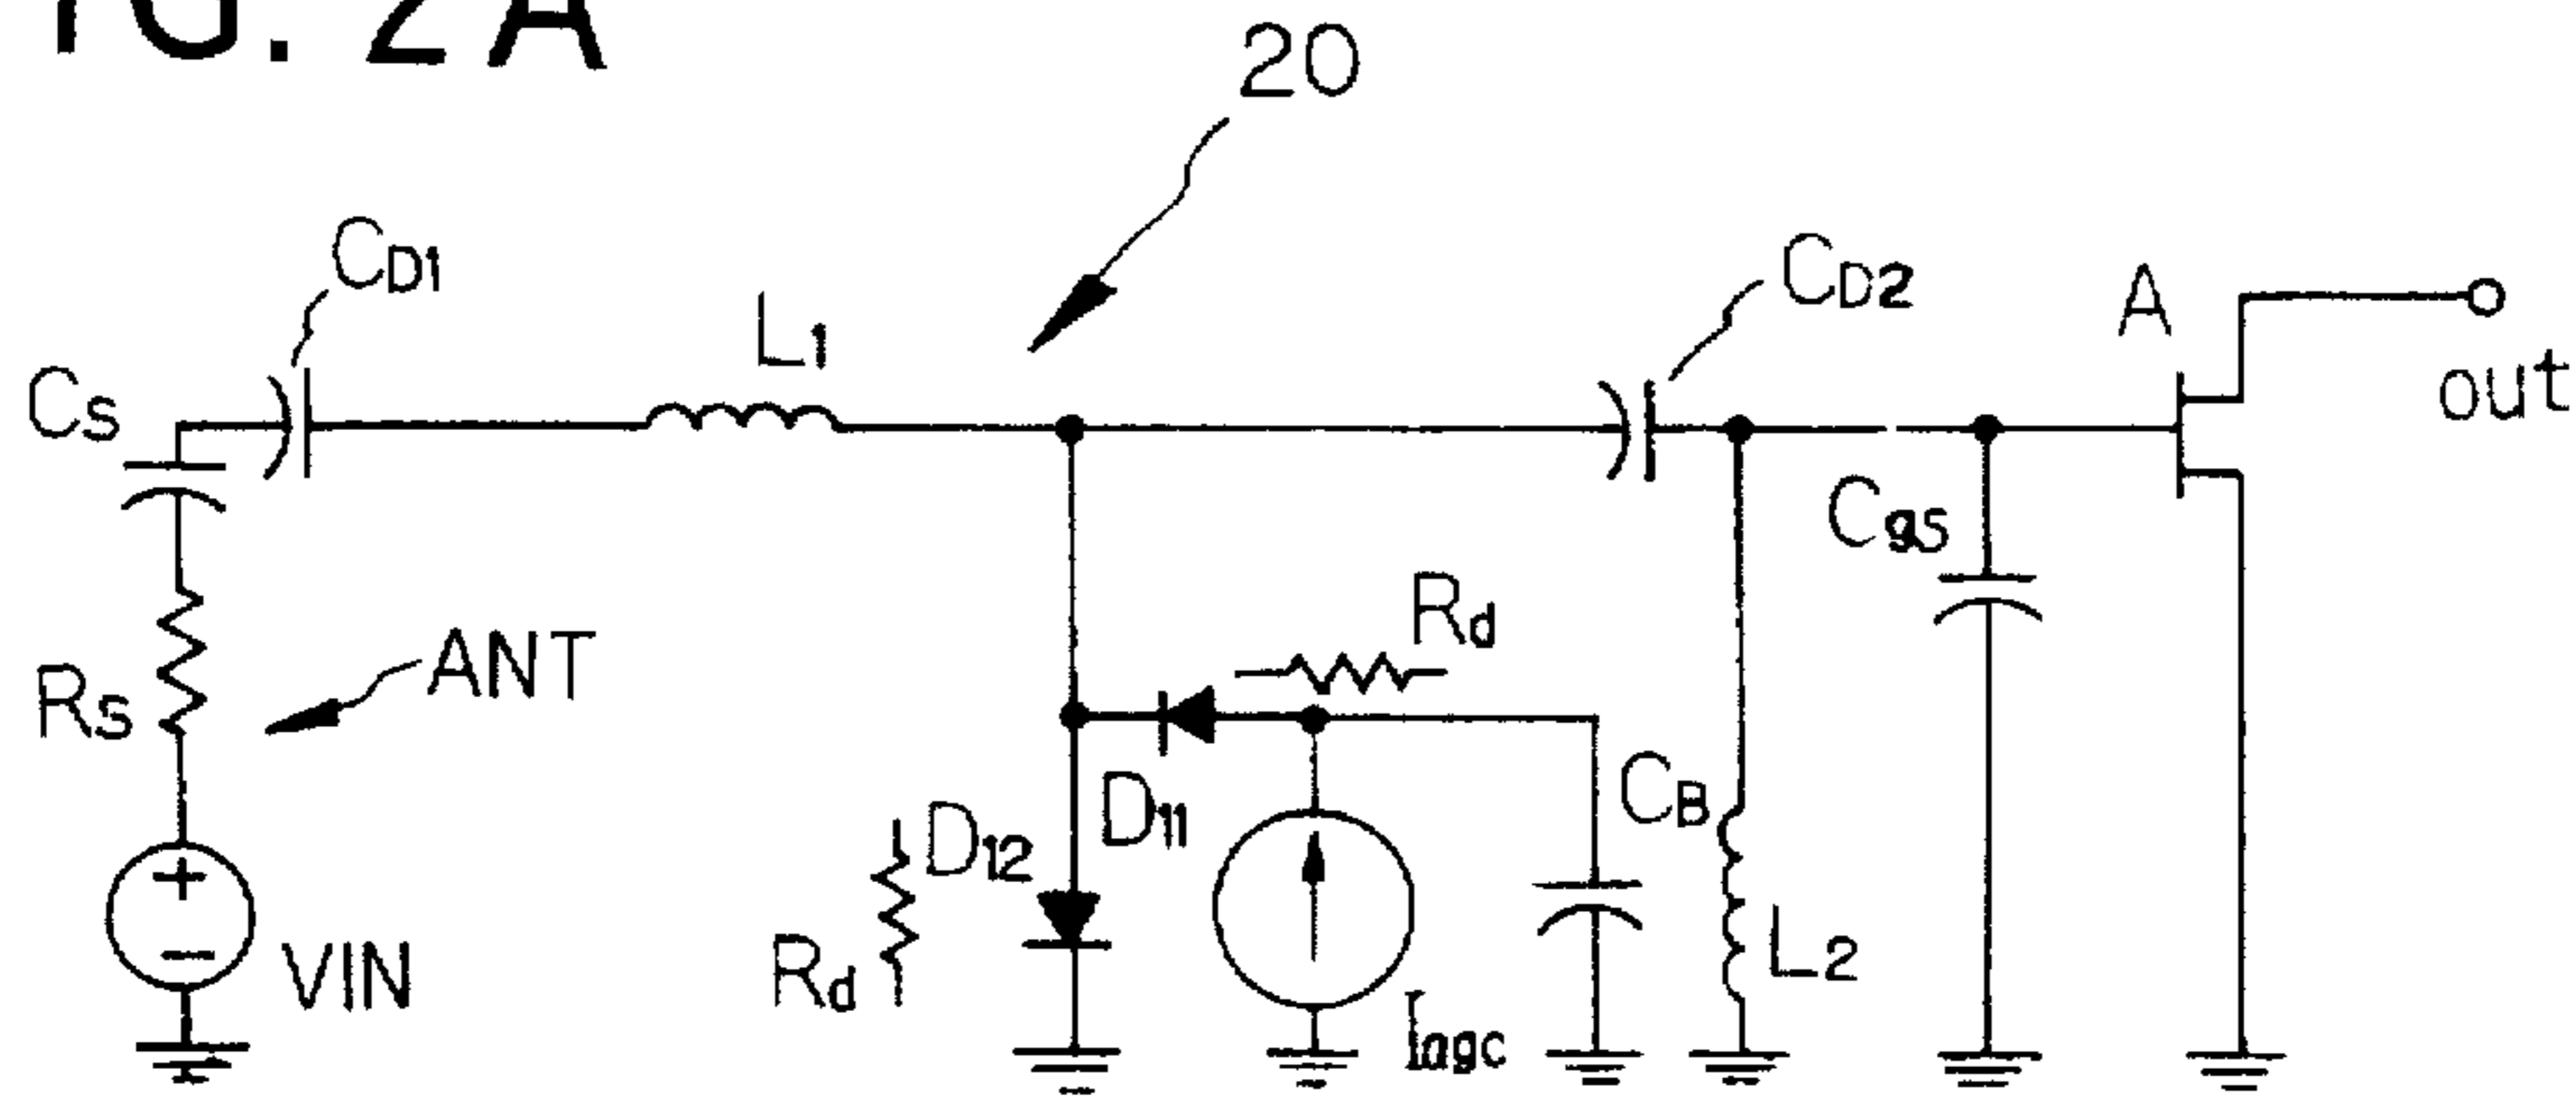 IG. 2A
20
CD1
CD2
L1
A
CS
out
Cgs
Rd
ANT
RS
CB
D11
D12
L2
Rd
VIN
Iagc